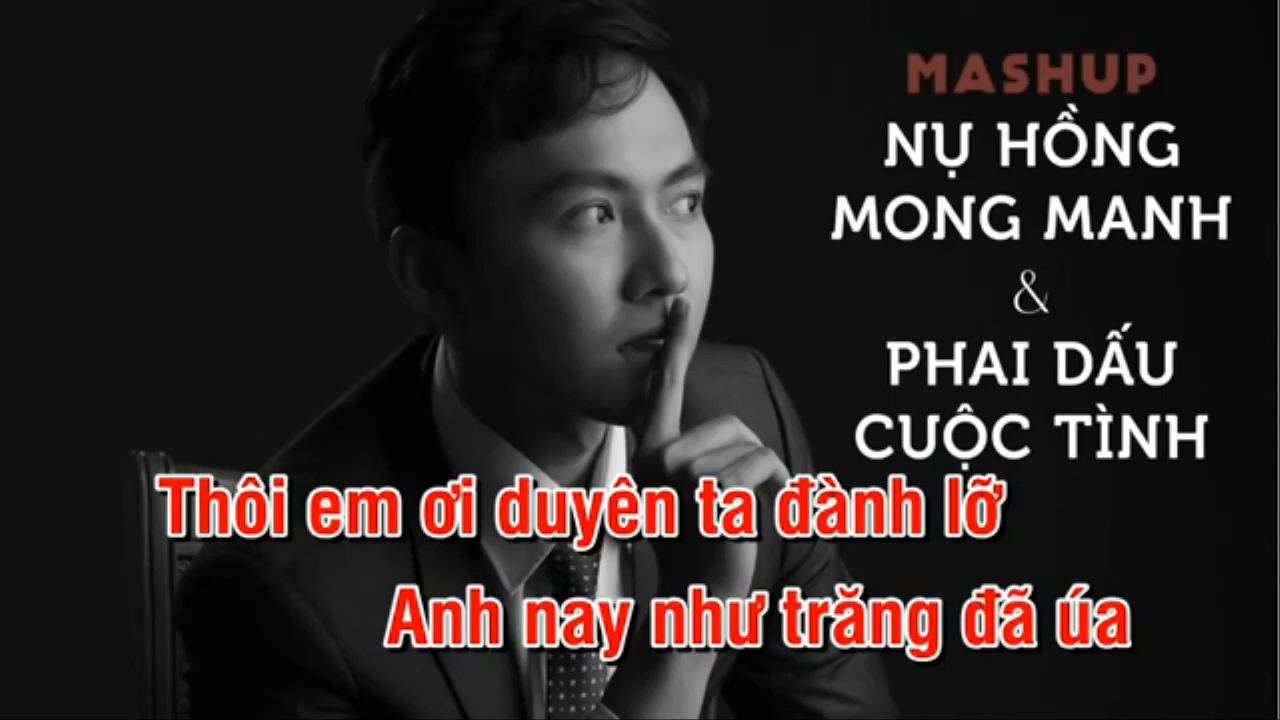 MASHUP
NỤ HỒNG
MONG MANH
&
PHAI DẤU
CUỘC TÌNH
Thôi em ơi duyên ta đành lỡ
Anh nay như trăng đã úa